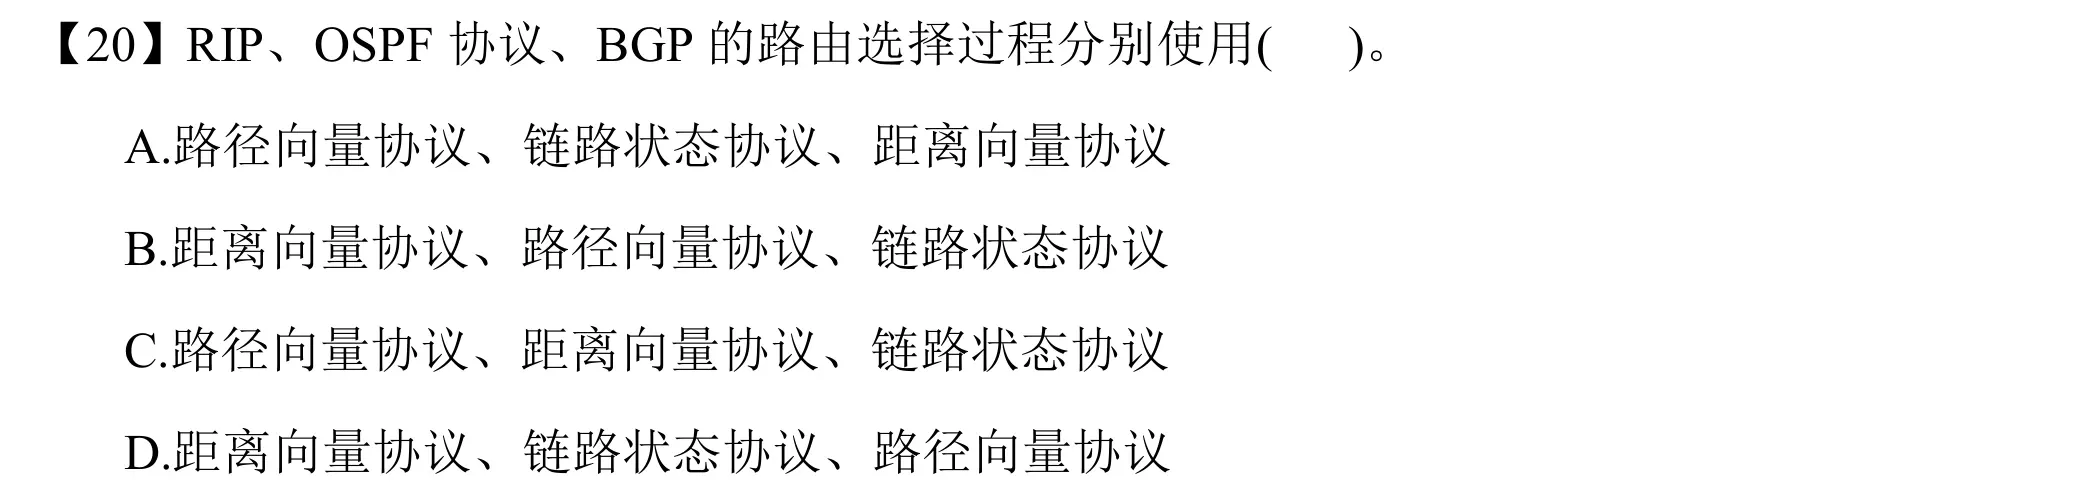 【20】RIP、OSPF 协议、BGP 的路由选择过程分别使用(    )。
A.路径向量协议、链路状态协议、距离向量协议
B.距离向量协议、路径向量协议、链路状态协议
C.路径向量协议、距离向量协议、链路状态协议
D.距离向量协议、链路状态协议、路径向量协议